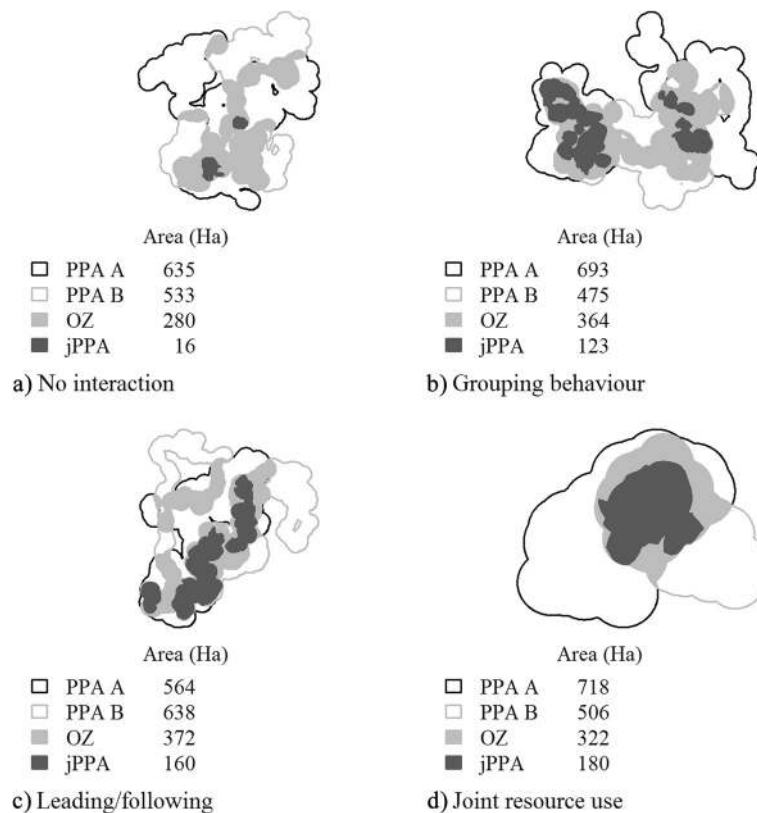 Area (Ha)
PPA A 635
PPA B 533
OZ 280
jPPA 16
a) No interaction
Area (Ha)
PPA A 693
PPA B 475
OZ 364
jPPA 123
b) Grouping behaviour
Area (Ha)
PPA A 564
PPA B 638
OZ 372
jPPA 160
c) Leading/following
Area (Ha)
PPA A 718
PPA B 506
OZ 322
jPPA 180
d) Joint resource use